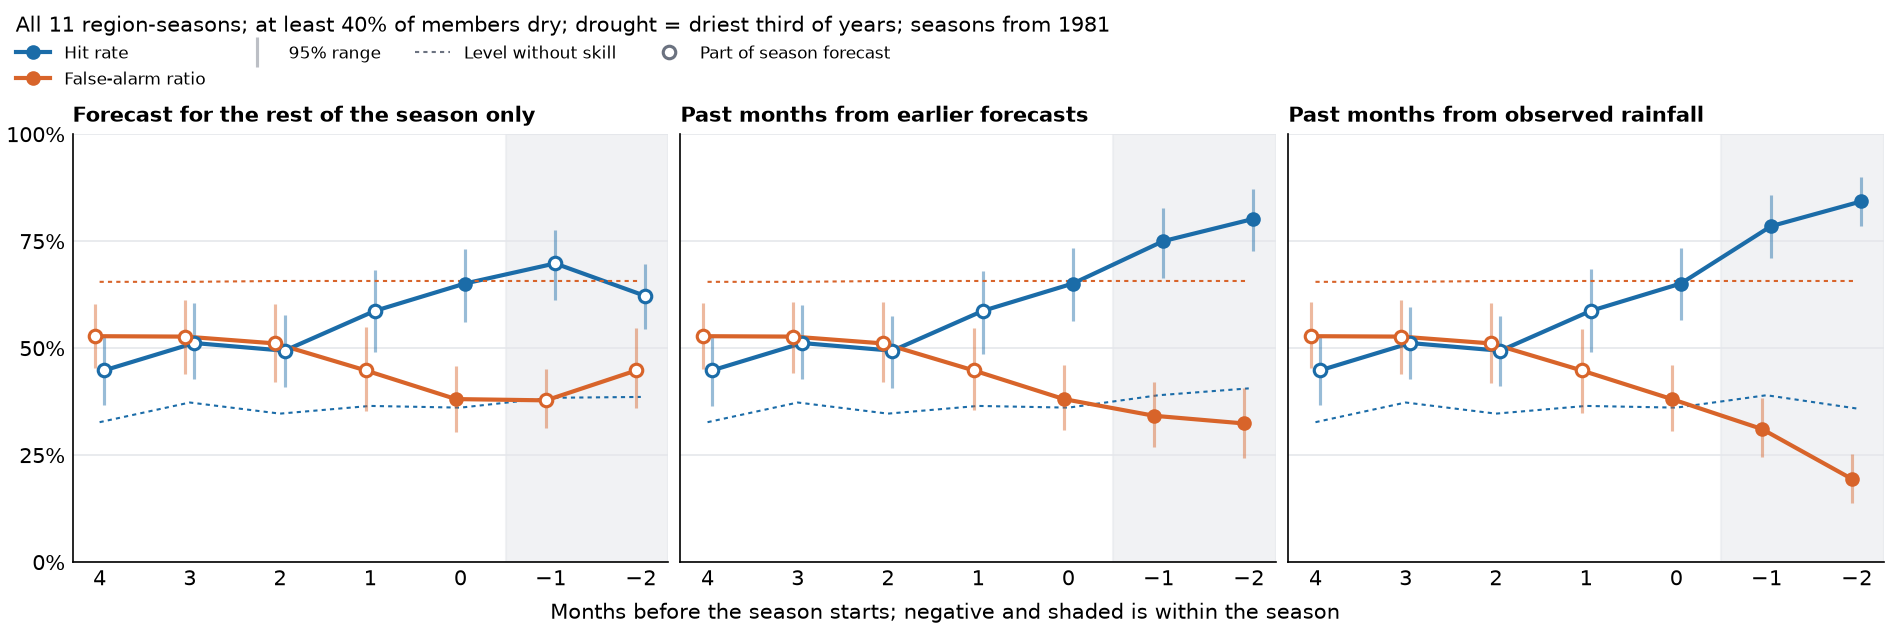 All 11 region-seasons; at least 40% of members dry; drought = driest third of years; seasons from 1981
Hit rate
95% range
Level without skill
Part of season forecast
False-alarm ratio
Forecast for the rest of the season only
Past months from earlier forecasts
Past months from observed rainfall
100%
75%
50%
25%
0%
4 3 2 1 0 −1 −2
4 3 2 1 0 −1 −2
4 3 2 1 0 −1 −2
Months before the season starts; negative and shaded is within the season